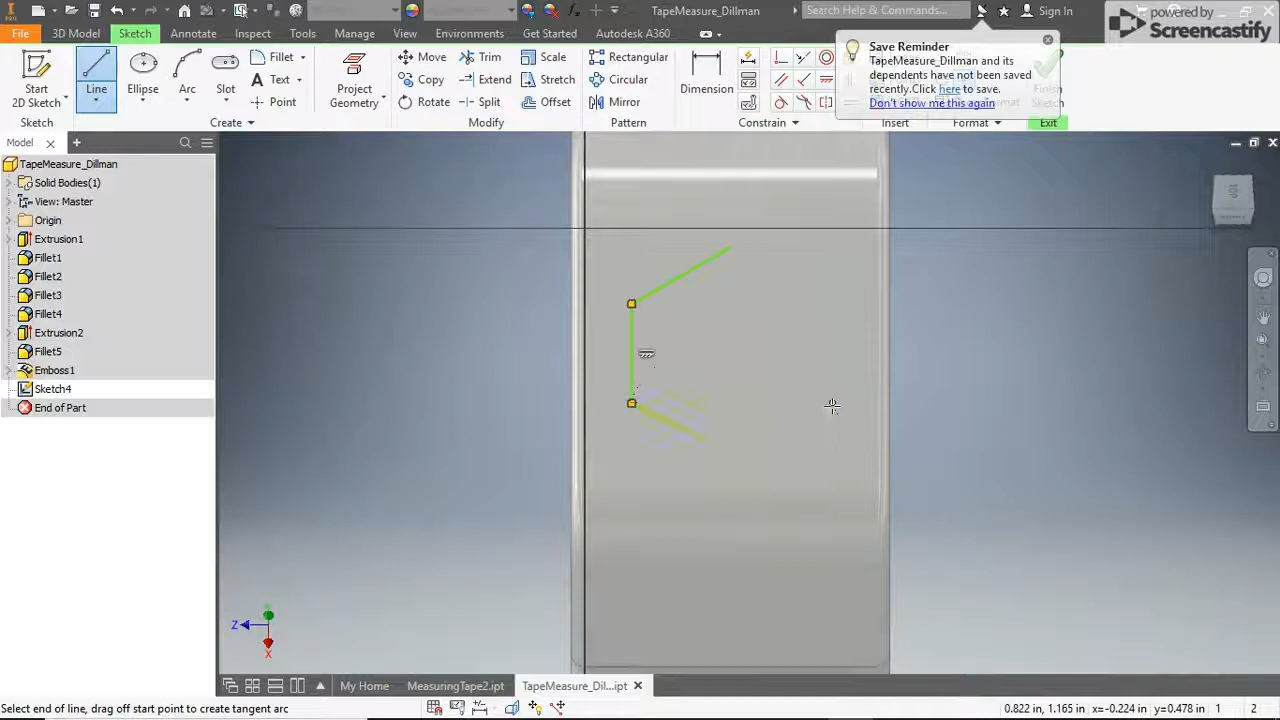 TapeMeasure_Dillman
Search Help & Commands...
Sign In
powered by
Screencastify
File
3D Model
Sketch
Annotate
Inspect
Tools
Manage
View
Environments
Get Started
Autodesk A360
Save Reminder
TapeMeasure_Dillman and its
dependents have not been saved
recently.Click here to save.
Don't show me this again
Start
2D Sketch
Line
Ellipse
Arc
Slot
Fillet
Text
Point
Project
Geometry
Move
Copy
Rotate
Trim
Extend
Split
Scale
Stretch
Offset
Rectangular
Circular
Mirror
Dimension
Finish
Sketch
Sketch
Create
Modify
Pattern
Constrain
Insert
Format
Exit
Model
TapeMeasure_Dillman
Solid Bodies(1)
View: Master
Origin
Extrusion1
Fillet1
Fillet2
Fillet3
Fillet4
Extrusion2
Fillet5
Emboss1
Sketch4
End of Part
TOP
Z
X
My Home
MeasuringTape2.ipt
TapeMeasure_Dil...ipt
Select end of line, drag off start point to create tangent arc
0.822 in, 1.165 in
x=-0.224 in
y=0.478 in
1
2